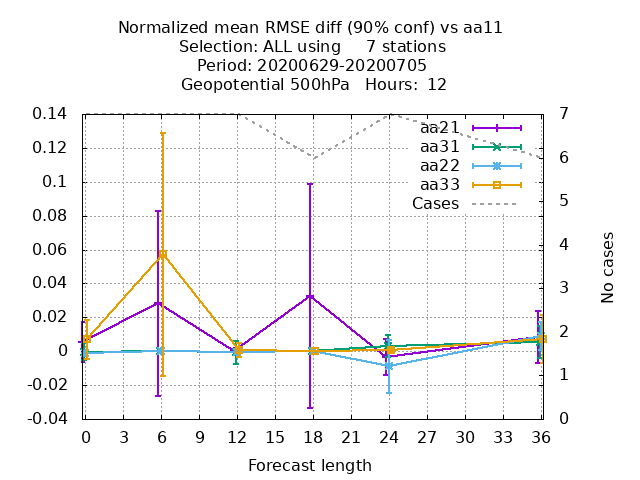 Normalized mean RMSE diff (90% conf) vs aa11
Selection: ALL using     7 stations
Period: 20200629-20200705
Geopotential 500hPa   Hours:  12
0.14
0.12
0.1
0.08
0.06
0.04
0.02
0
-0.02
-0.04
7
6
5
4
3
2
1
0
aa21
aa31
aa22
aa33
Cases
No cases
0 3 6 9 12 15 18 21 24 27 30 33 36
Forecast length